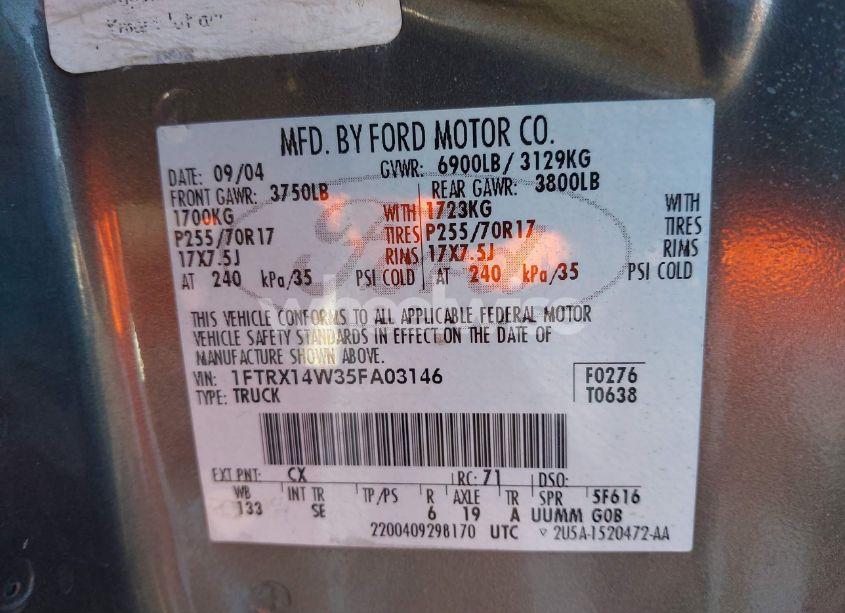 MFD. BY FORD MOTOR CO.
DATE: 09/04 GVWR: 6900LB/ 3129KG
FRONT GAWR: 3750LB REAR GAWR: 3800LB
1700KG WITH 1723KG WITH
P255/70R17 TIRES P255/70R17 TIRES
17X7.5J RIMS 17X7.5J RIMS
AT 240 kPa/35 PSI COLD AT 240 kPa/35 PSI COLD
THIS VEHICLE CONFORMS TO ALL APPLICABLE FEDERAL MOTOR
VEHICLE SAFETY STANDARDS IN EFFECT ON THE DATE OF
MANUFACTURE SHOWN ABOVE.
VIN: 1FTRX14W35FA03146 F0276
TYPE: TRUCK T0638
EXT PNT: CX RC: 71 DSO:
WB INT TR TP/PS R AXLE TR SPR 5F616
133 SE 6 19 A UUMM GOB
2200409298170 UTC 2U5A-1520472-AA